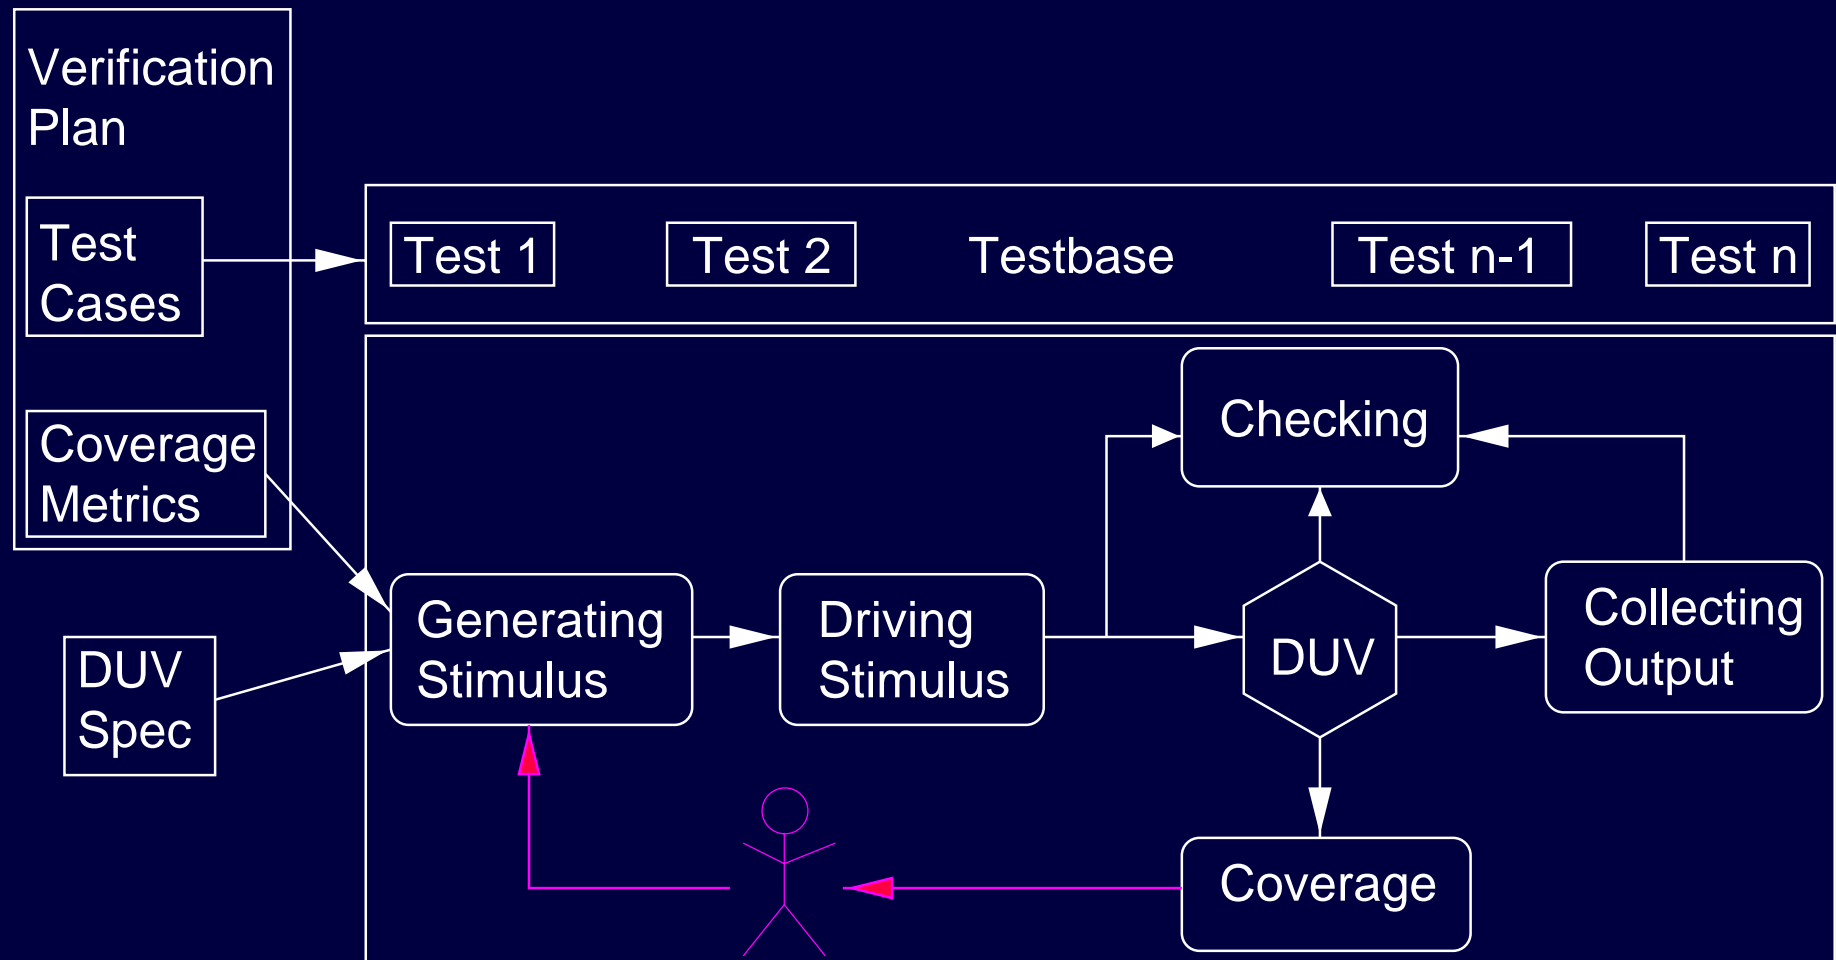 Verification
Plan
Test
Cases
Test 1
Test 2
Testbase
Test n-1
Test n
Coverage
Metrics
Checking
Generating
Stimulus
Driving
Stimulus
DUV
Collecting
Output
DUV
Spec
Coverage